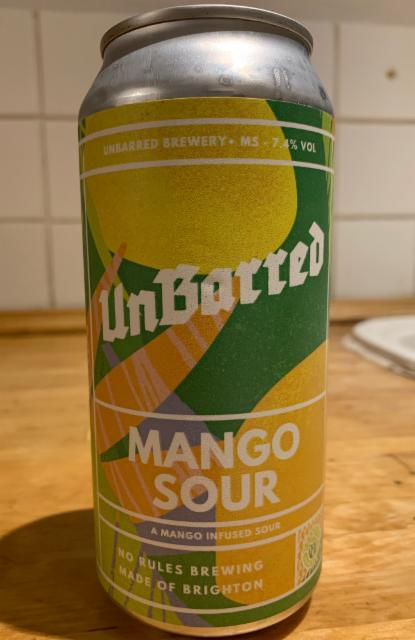 UNBARRED BREWERY • MS - 7.4% VOL
UnBarred
MANGO
SOUR
A MANGO INFUSED SOUR
NO RULES BREWING
MADE OF BRIGHTON